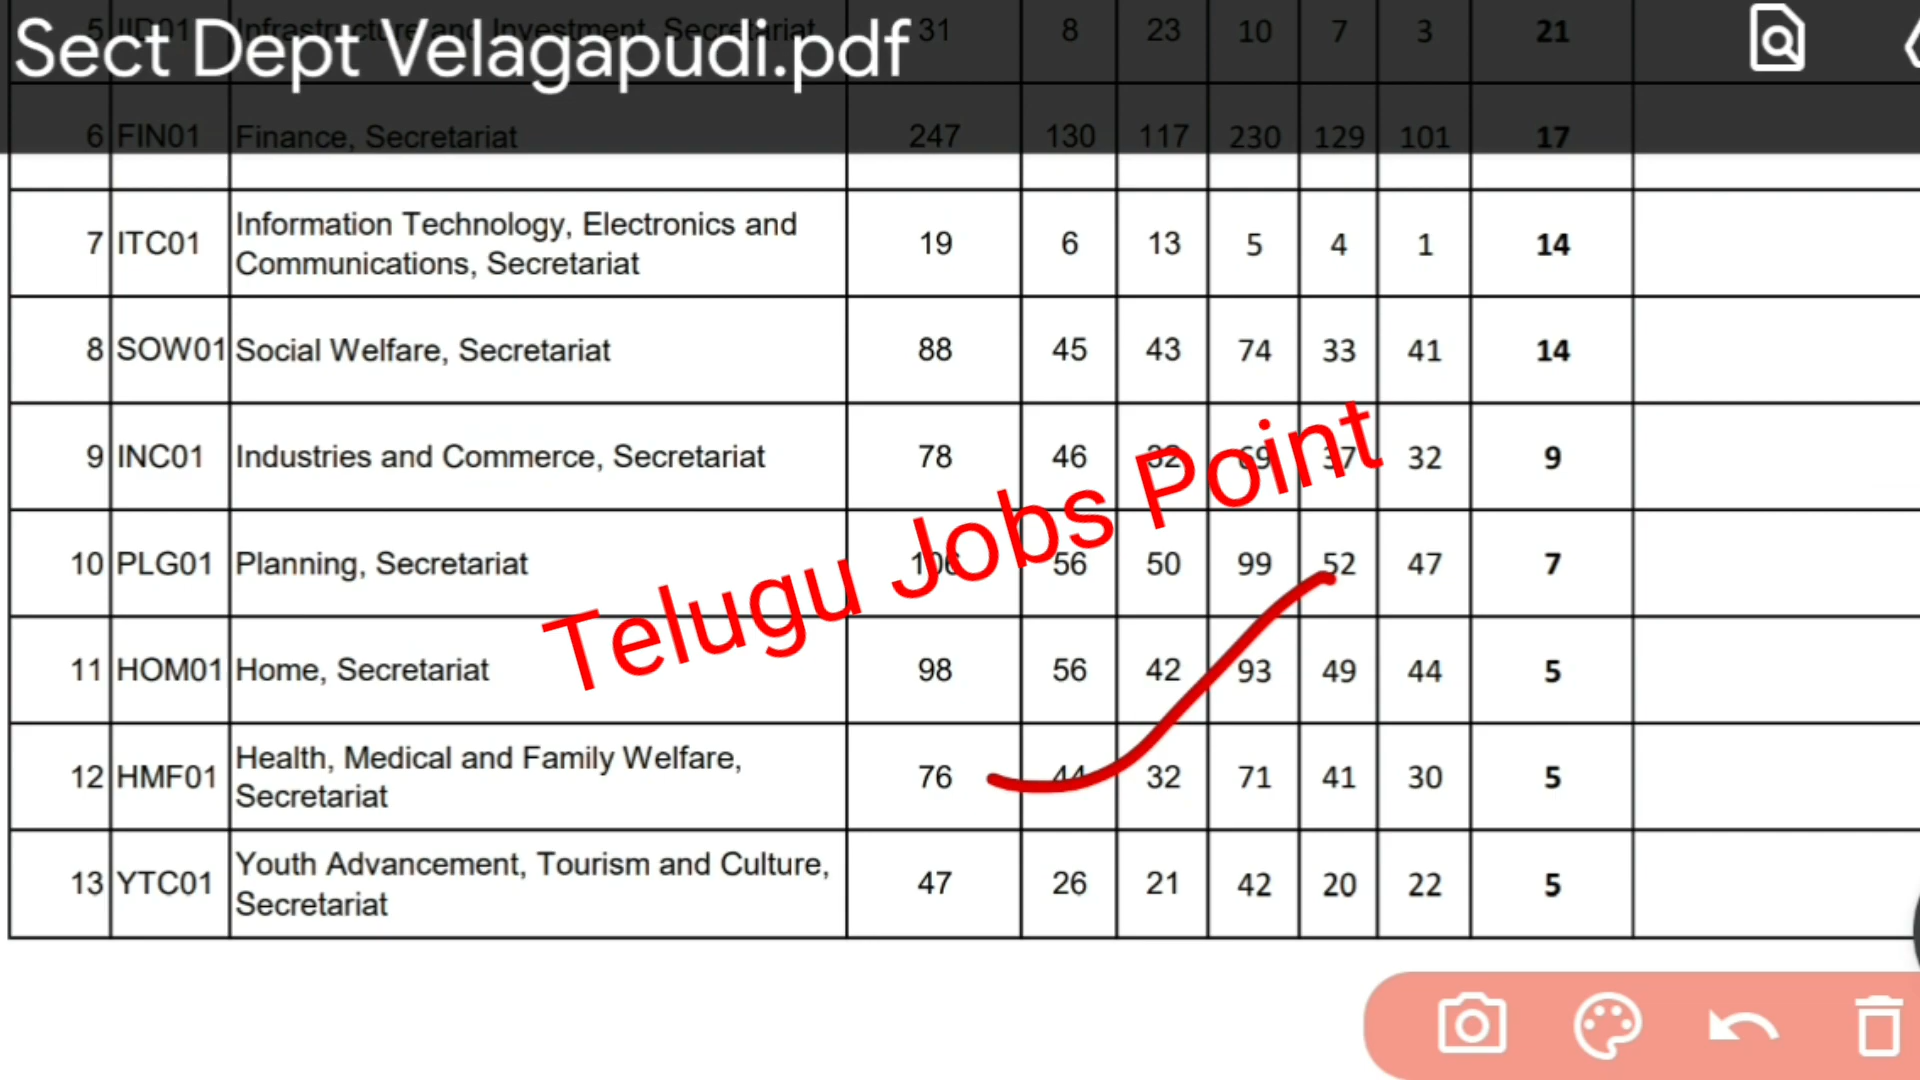 Sect Dept Velagapudi.pdf
5 IID01 Infrastructure and Investment, Secretariat 31 8 23 10 7 3 21
6 FIN01 Finance, Secretariat 247 130 117 230 129 101 17
7 ITC01 Information Technology, Electronics and
Communications, Secretariat 19 6 13 5 4 1 14
8 SOW01 Social Welfare, Secretariat 88 45 43 74 33 41 14
9 INC01 Industries and Commerce, Secretariat 78 46 32 69 37 32 9
10 PLG01 Planning, Secretariat 106 56 50 99 52 47 7
Telugu Jobs Point
11 HOM01 Home, Secretariat 98 56 42 93 49 44 5
12 HMF01 Health, Medical and Family Welfare,
Secretariat 76 44 32 71 41 30 5
13 YTC01 Youth Advancement, Tourism and Culture,
Secretariat 47 26 21 42 20 22 5